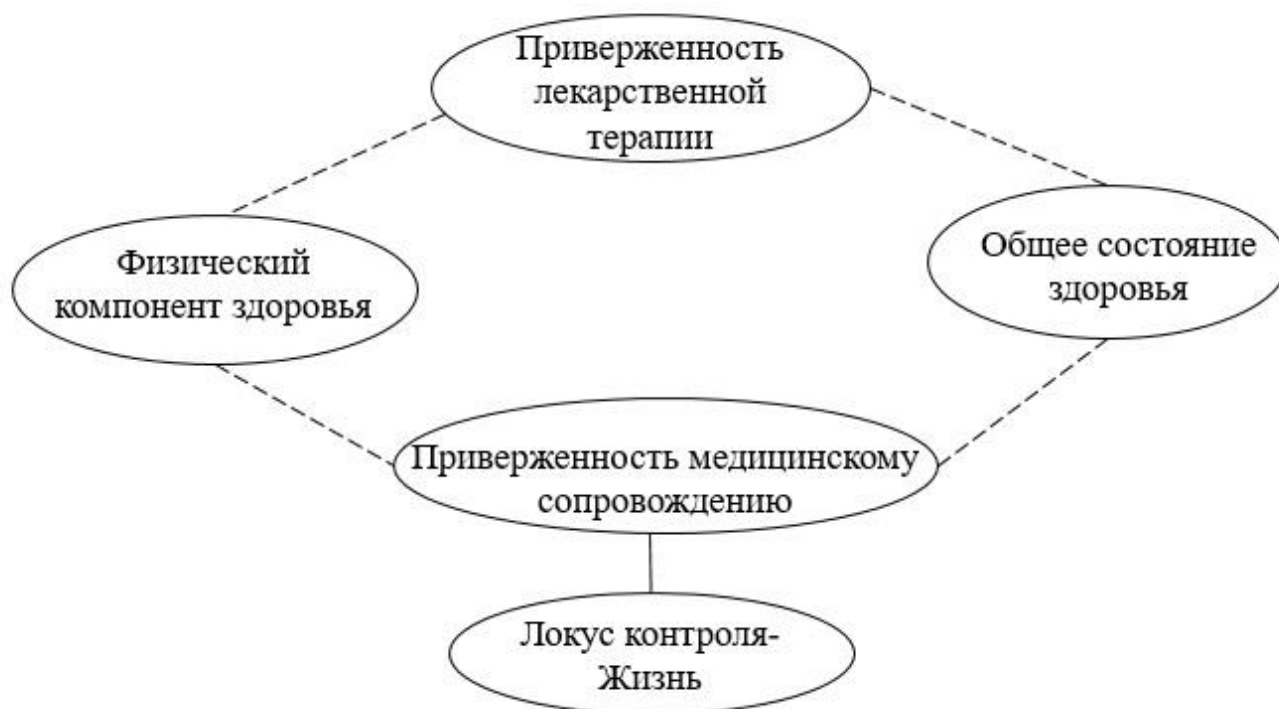 Приверженность
лекарственной
терапии
Физический
компонент здоровья
Общее состояние
здоровья
Приверженность медицинскому
сопровождению
Локус контроля-
Жизнь